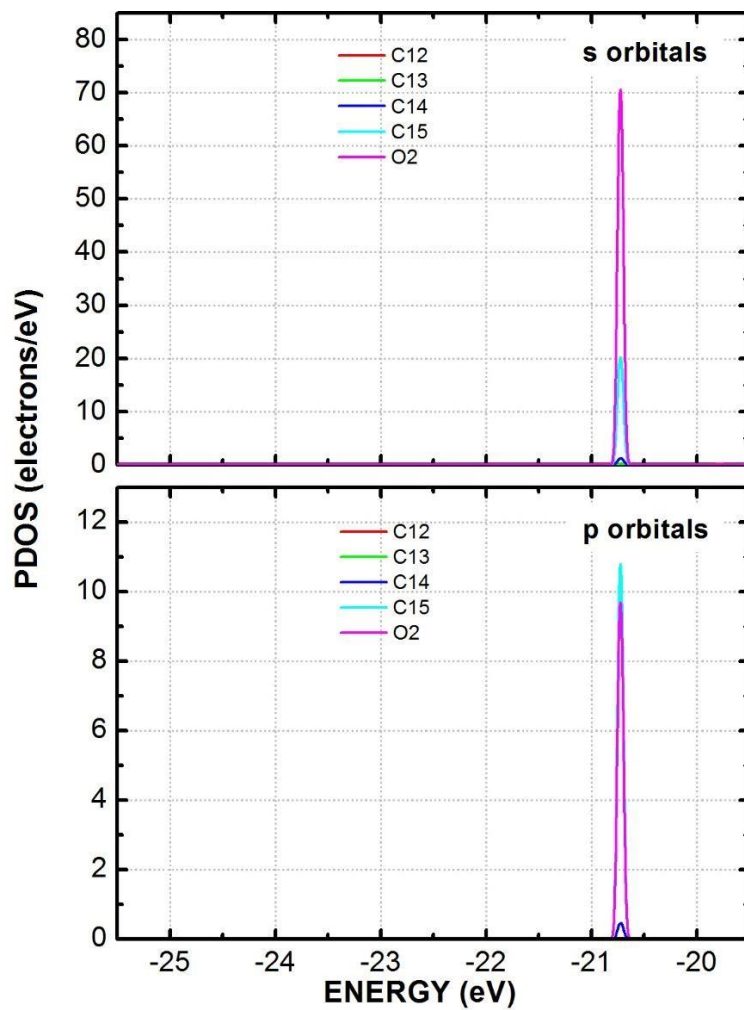 PDOS (electrons/eV)
s orbitals
80
70
60
50
40
30
20
10
0
C12
C13
C14
C15
O2
p orbitals
12
10
8
6
4
2
0
C12
C13
C14
C15
O2
-25
-24
-23
-22
-21
-20
ENERGY (eV)